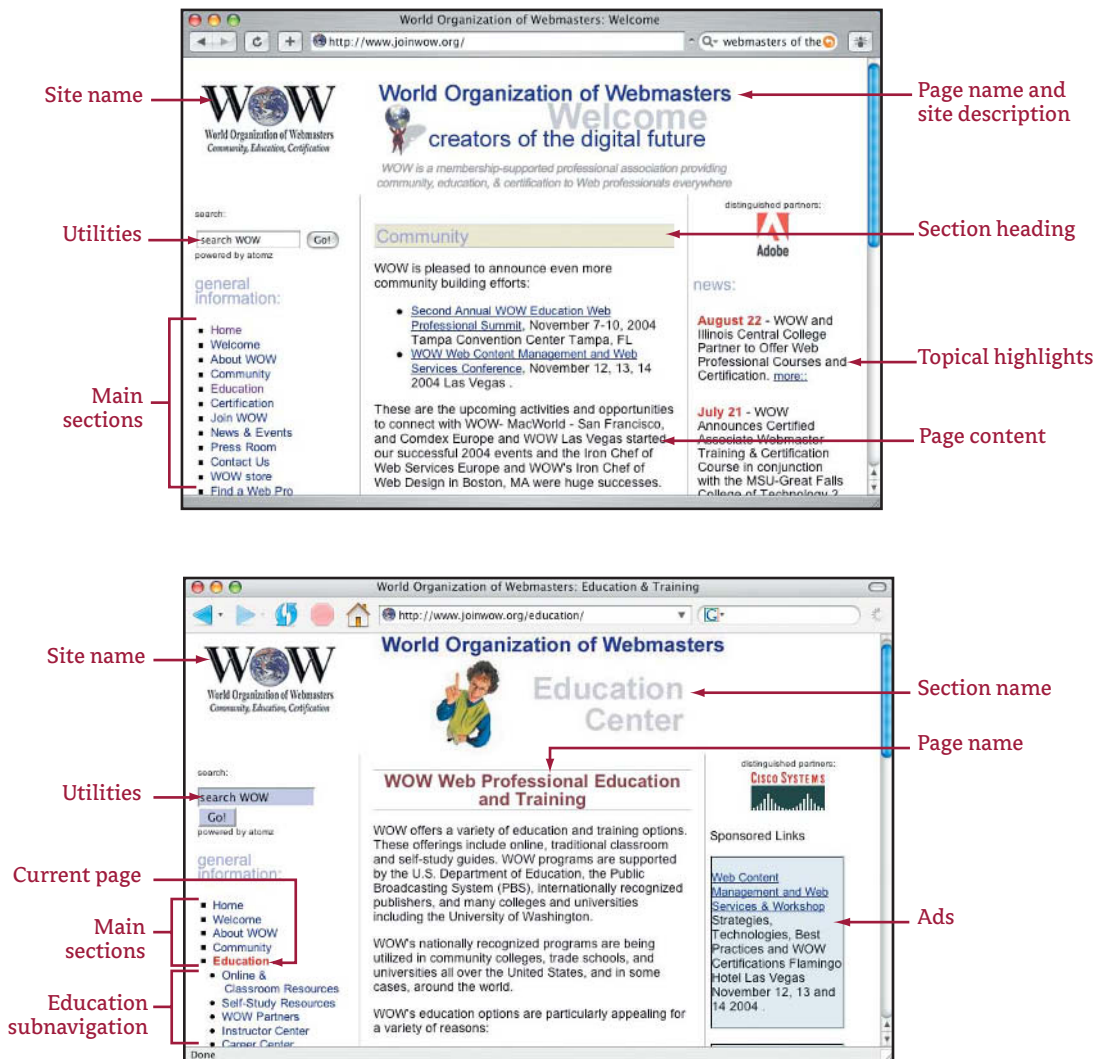 World Organization of Webmasters: Welcome
http://www.joinwow.org/
webmasters of the
Site name
WOW
World Organization of Webmasters
Community, Education, Certification
World Organization of Webmasters
Welcome
creators of the digital future
WOW is a membership-supported professional association providing
community, education, & certification to Web professionals everywhere
Page name and
site description
Utilities
search:
search WOW
Go!
powered by atomz
general
information:
Main
sections
Home
Welcome
About WOW
Community
Education
Certification
Join WOW
News & Events
Press Room
Contact Us
WOW store
Find a Web Pro
Community
Section heading
WOW is pleased to announce even more
community building efforts:
Second Annual WOW Education Web
Professional Summit, November 7-10, 2004
Tampa Convention Center Tampa, FL
WOW Web Content Management and Web
Services Conference, November 12, 13, 14
2004 Las Vegas .
These are the upcoming activities and opportunities
to connect with WOW- MacWorld - San Francisco,
and Comdex Europe and WOW Las Vegas started
our successful 2004 events and the Iron Chef of
Web Services Europe and WOW's Iron Chef of
Web Design in Boston, MA were huge successes.
Page content
distinguished partners:
Adobe
news:
August 22 - WOW and
Illinois Central College
Partner to Offer Web
Professional Courses and
Certification. more::
Topical highlights
July 21 - WOW
Announces Certified
Associate Webmaster
Training & Certification
Course in conjunction
with the MSU-Great Falls
College of Technology 2
World Organization of Webmasters: Education & Training
http://www.joinwow.org/education/
G
Site name
WOW
World Organization of Webmasters
Community, Education, Certification
World Organization of Webmasters
Education
Center
Section name
Page name
Utilities
search:
search WOW
Go!
powered by atomz
general
information:
Current page
Main
sections
Home
Welcome
About WOW
Community
Education
Education
subnavigation
Online &
Classroom Resources
Self-Study Resources
WOW Partners
Instructor Center
Career Center
Done
WOW Web Professional Education
and Training
WOW offers a variety of education and training options.
These offerings include online, traditional classroom
and self-study guides. WOW programs are supported
by the U.S. Department of Education, the Public
Broadcasting System (PBS), internationally recognized
publishers, and many colleges and universities
including the University of Washington.
WOW's nationally recognized programs are being
utilized in community colleges, trade schools, and
universities all over the United States, and in some
cases, around the world.
WOW's education options are particularly appealing for
a variety of reasons:
distinguished partners:
CISCO SYSTEMS
Sponsored Links
Web Content
Management and Web
Services & Workshop
Strategies,
Technologies, Best
Practices and WOW
Certifications Flamingo
Hotel Las Vegas
November 12, 13 and
14 2004 .
Ads